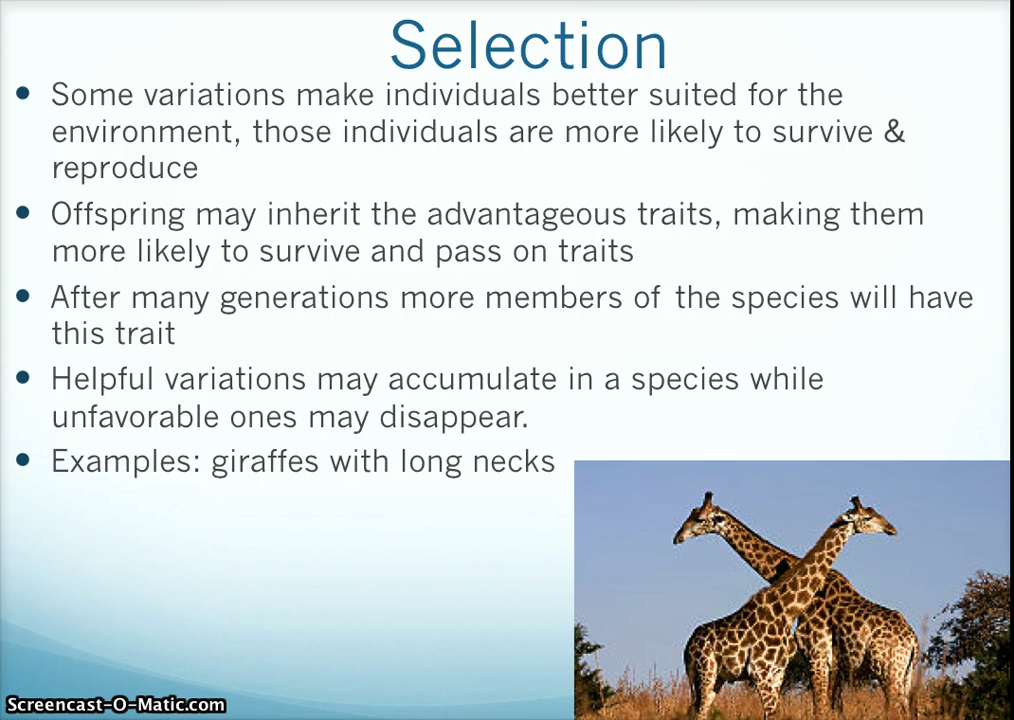 Selection
• Some variations make individuals better suited for the
environment, those individuals are more likely to survive &
reproduce
• Offspring may inherit the advantageous traits, making them
more likely to survive and pass on traits
• After many generations more members of the species will have
this trait
• Helpful variations may accumulate in a species while
unfavorable ones may disappear.
• Examples: giraffes with long necks
Screencast-O-Matic.com